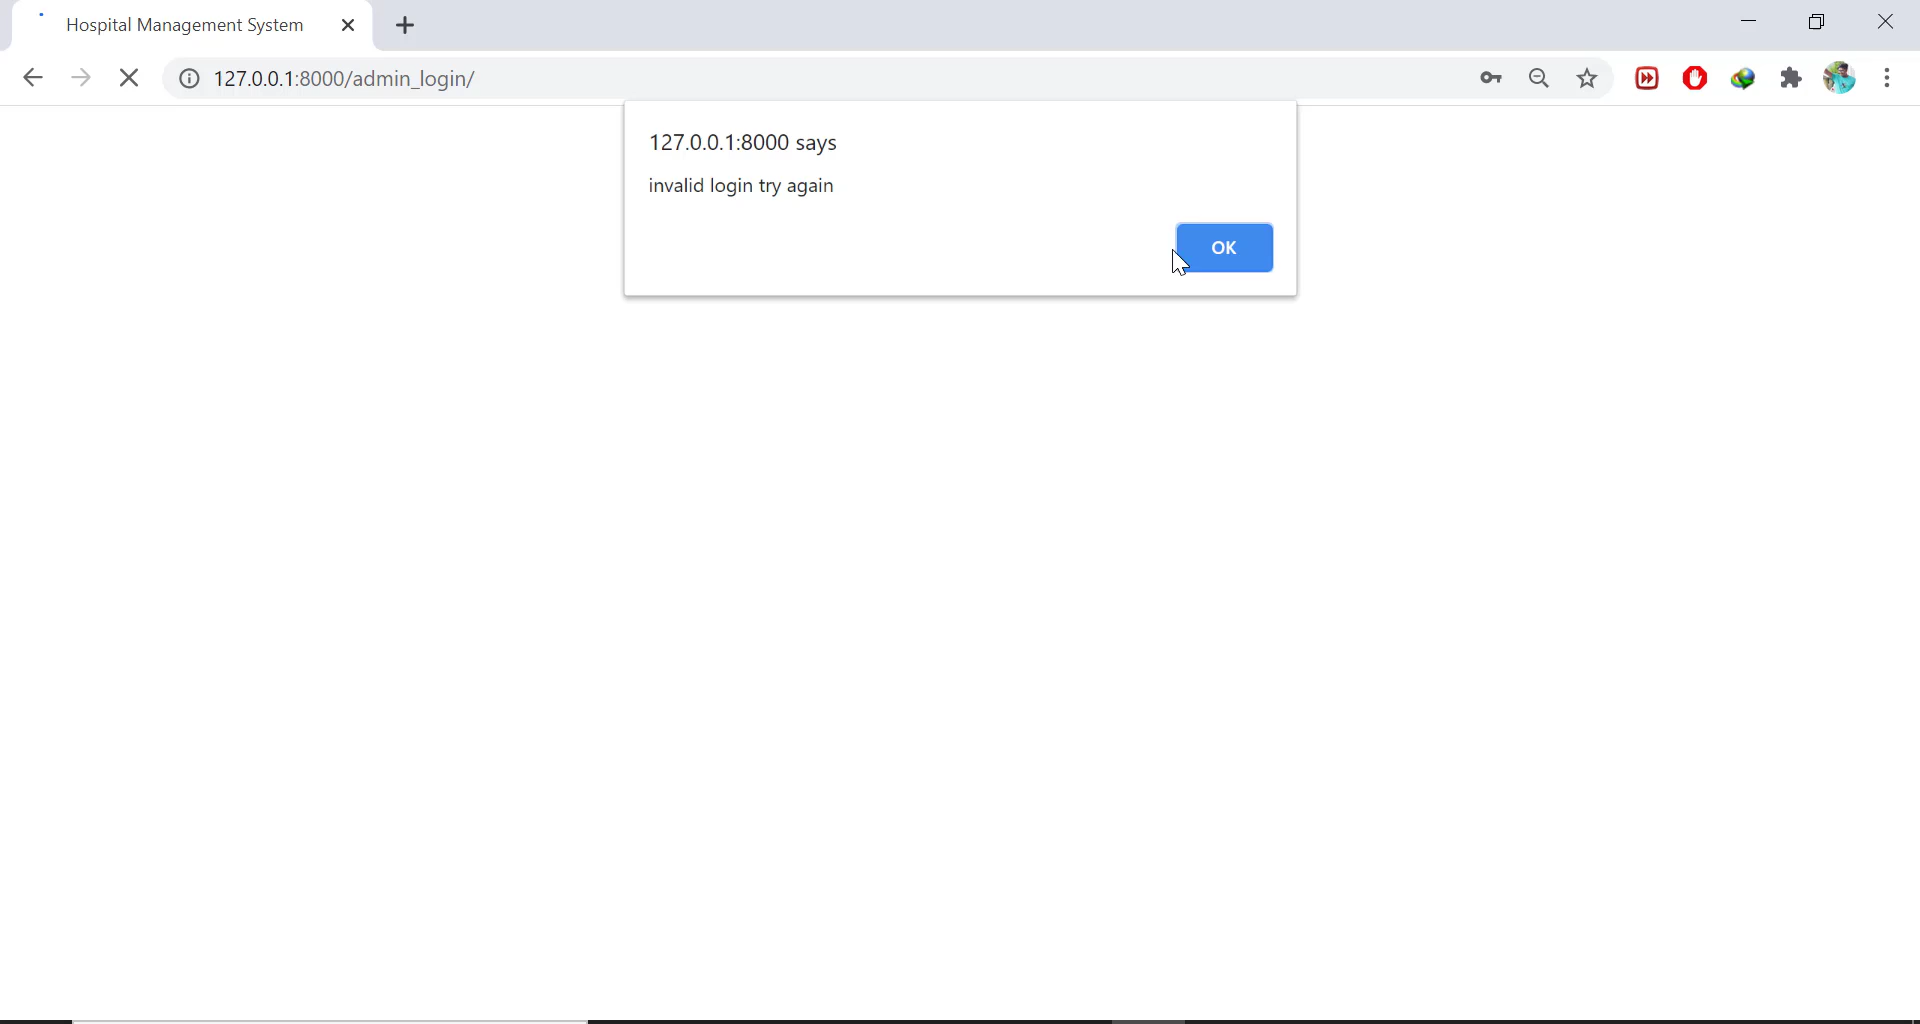 Hospital Management System
127.0.0.1:8000/admin_login/
127.0.0.1:8000 says
invalid login try again
OK